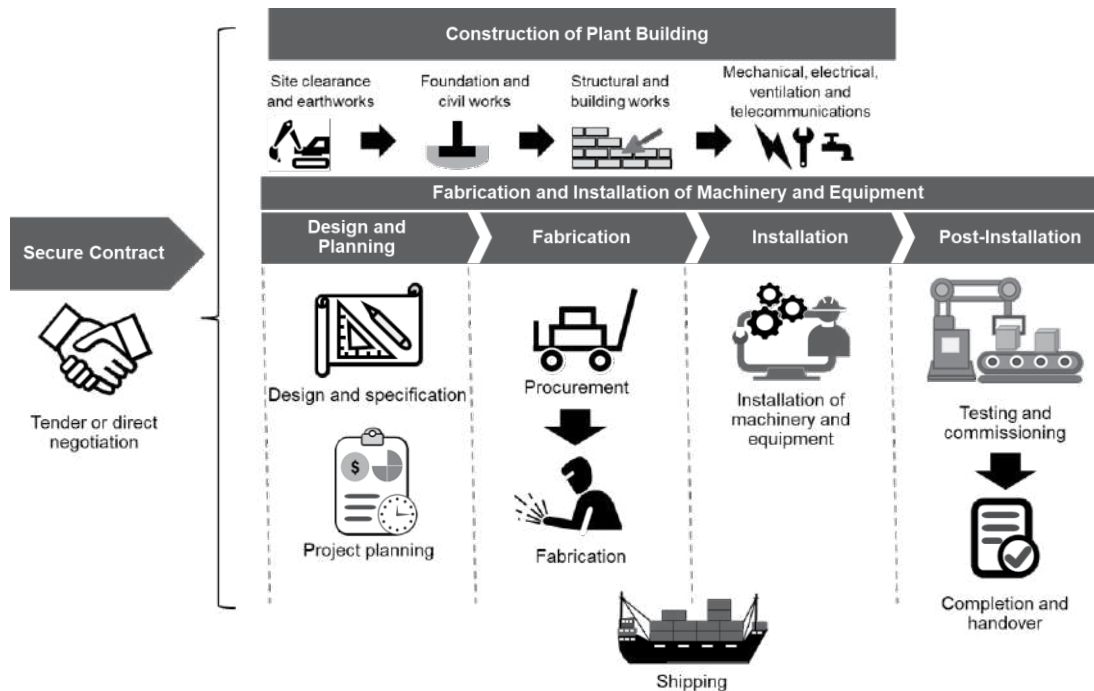 Construction of Plant Building
Site clearance
and earthworks
Foundation and
civil works
Structural and
building works
Mechanical, electrical,
ventilation and
telecommunications
Fabrication and Installation of Machinery and Equipment
Secure Contract
Design and
Planning
Fabrication
Installation
Post-Installation
Tender or direct
negotiation
Design and specification
$
Project planning
Procurement
Fabrication
Installation of
machinery and
equipment
Testing and
commissioning
Completion and
handover
Shipping